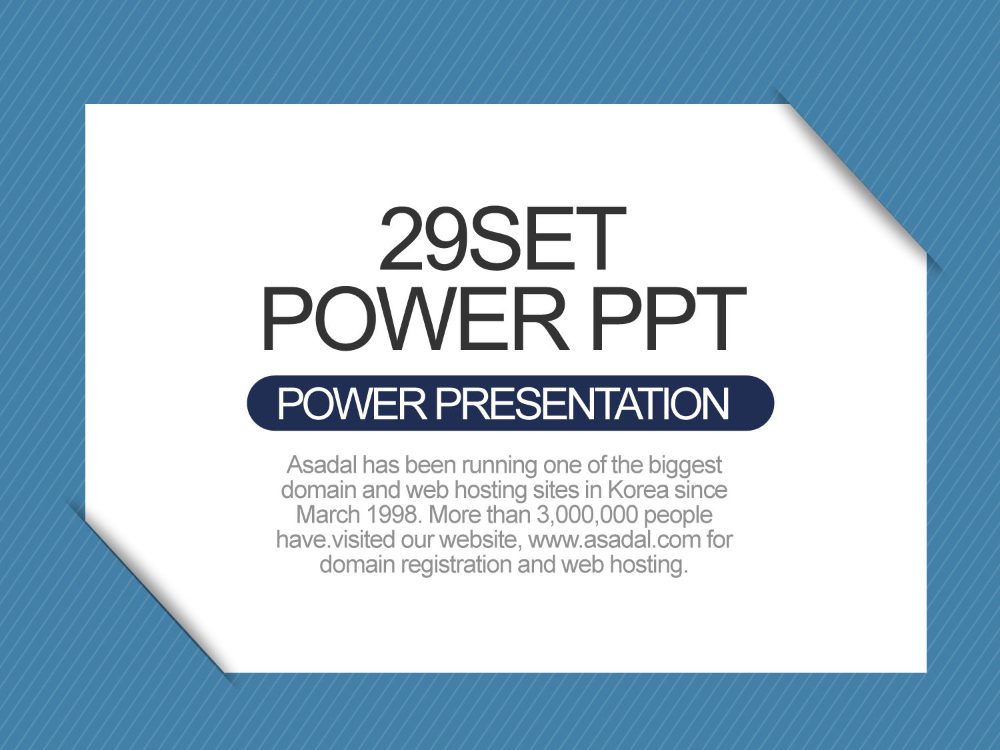 29SET
POWER PPT
POWER PRESENTATION
Asadal has been running one of the biggest
domain and web hosting sites in Korea since
March 1998. More than 3,000,000 people
have.visited our website, www.asadal.com for
domain registration and web hosting.